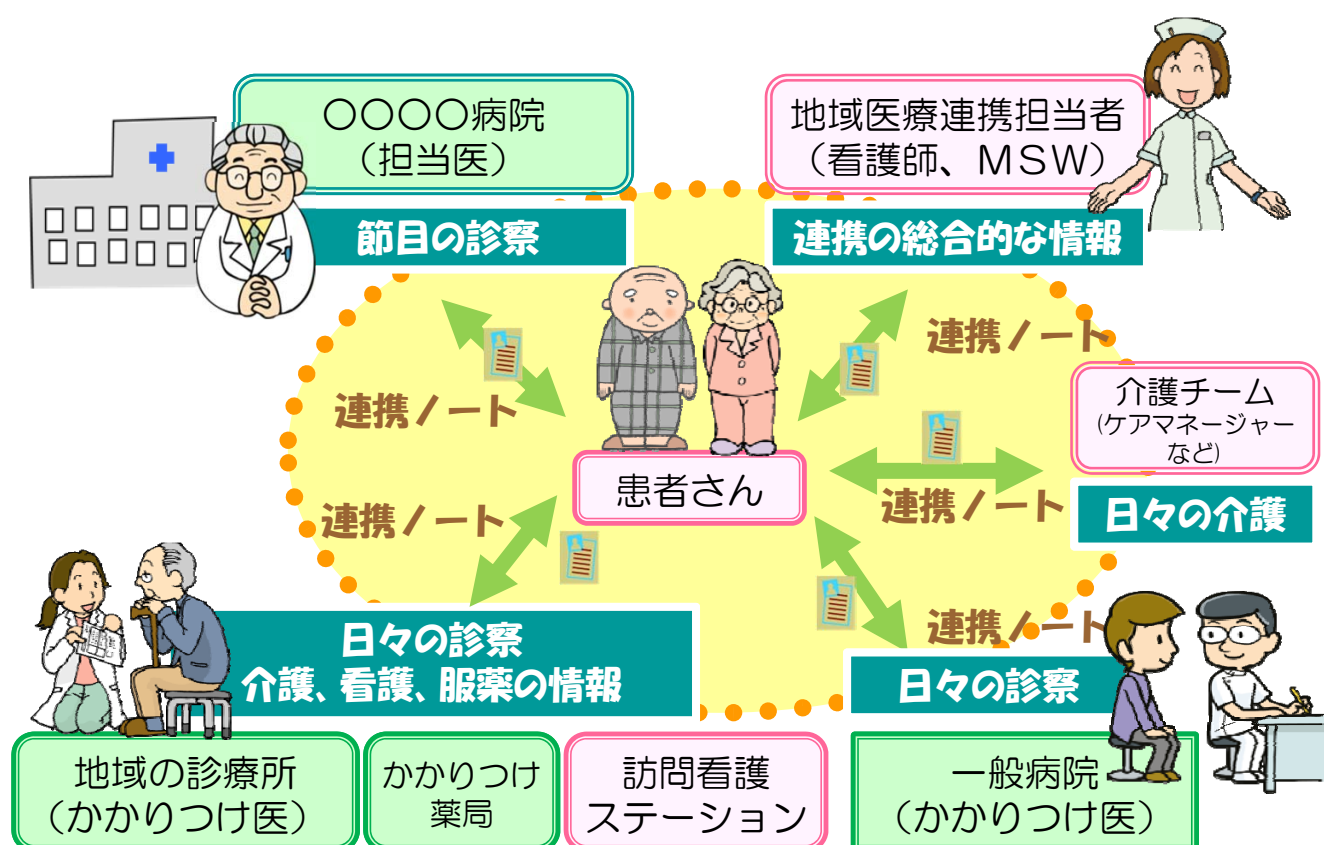 〇〇〇〇病院
（担当医）
節目の診察
地域医療連携担当者
（看護師、ＭＳＷ）
連携の総合的な情報
連携ノート
連携ノート
介護チーム
(ケアマネージャー
など)
日々の介護
患者さん
連携ノート
連携ノート
連携ノート
日々の診察
介護、看護、服薬の情報
日々の診察
地域の診療所
（かかりつけ医）
かかりつけ
薬局
訪問看護
ステーション
一般病院
（かかりつけ医）